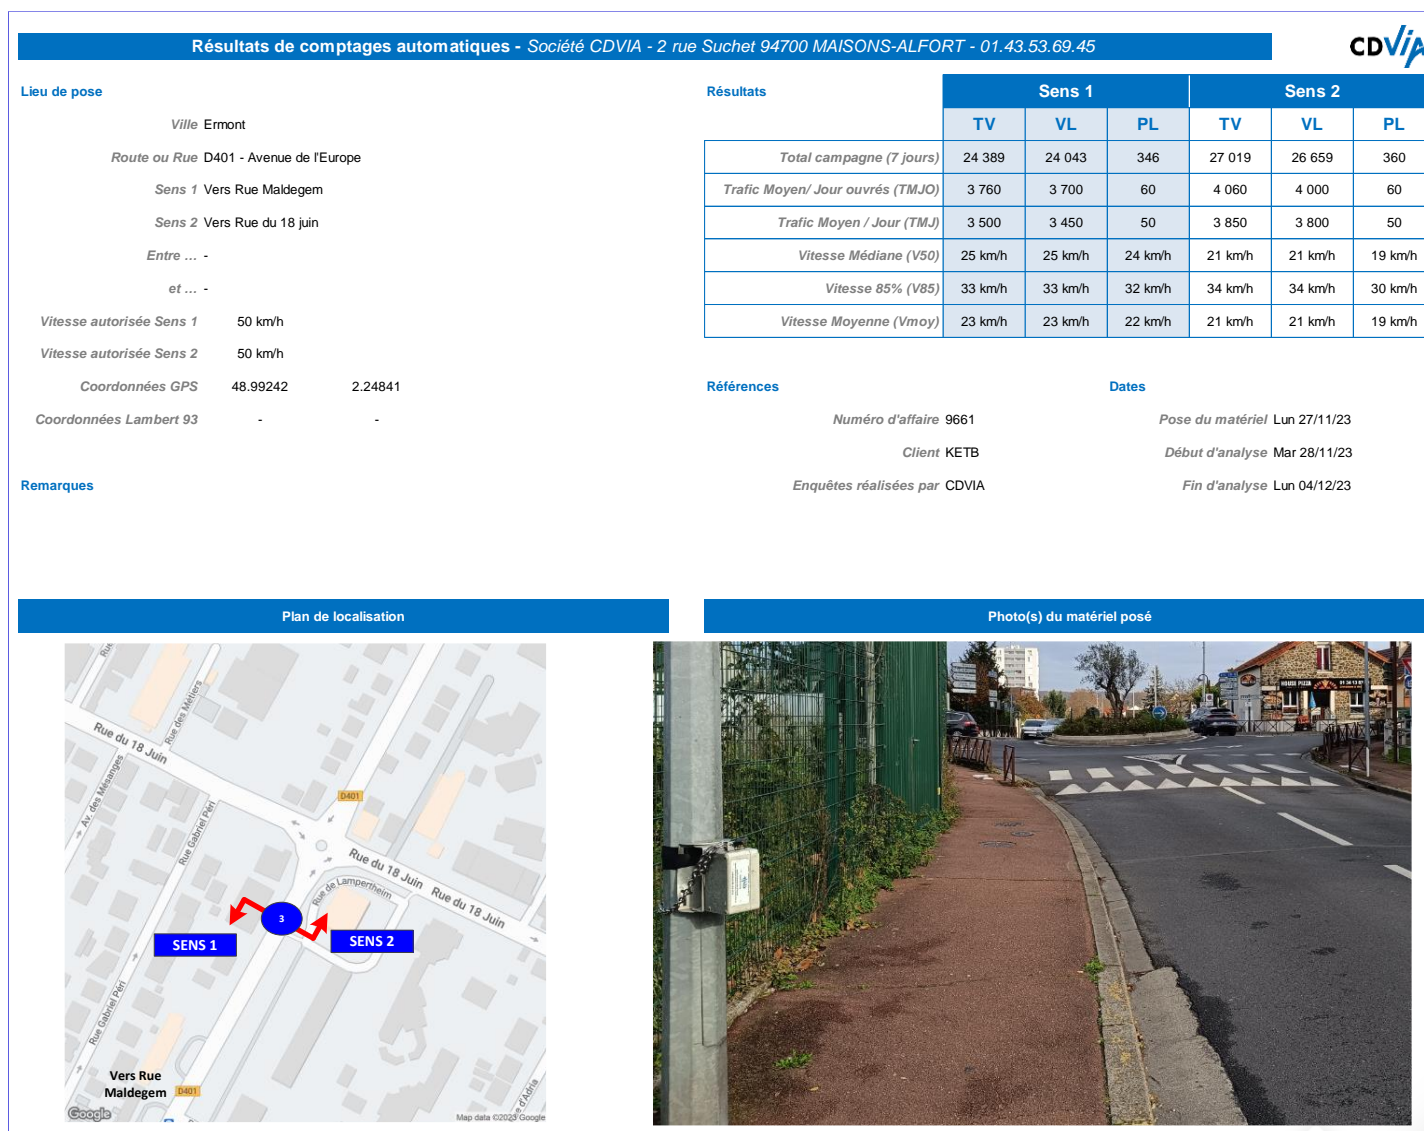 Résultats de comptages automatiques - Société CDVIA - 2 rue Suchet 94700 MAISONS-ALFORT - 01.43.53.69.45
CDVia
Lieu de pose
Ville Ermont
Route ou Rue D401 - Avenue de l'Europe
Sens 1 Vers Rue Maldegem
Sens 2 Vers Rue du 18 juin
Entre ... -
et ... -
Vitesse autorisée Sens 1 50 km/h
Vitesse autorisée Sens 2 50 km/h
Coordonnées GPS 48.99242 2.24841
Coordonnées Lambert 93 - -
Remarques
Résultats Sens 1 Sens 2
TV VL PL TV VL PL
Total campagne (7 jours) 24 389 24 043 346 27 019 26 659 360
Trafic Moyen/ Jour ouvrés (TMJO) 3 760 3 700 60 4 060 4 000 60
Trafic Moyen / Jour (TMJ) 3 500 3 450 50 3 850 3 800 50
Vitesse Médiane (V50) 25 km/h 25 km/h 24 km/h 21 km/h 21 km/h 19 km/h
Vitesse 85% (V85) 33 km/h 33 km/h 32 km/h 34 km/h 34 km/h 30 km/h
Vitesse Moyenne (Vmoy) 23 km/h 23 km/h 22 km/h 21 km/h 21 km/h 19 km/h
Références
Numéro d'affaire 9661
Client KETB
Enquêtes réalisées par CDVIA
Dates
Pose du matériel Lun 27/11/23
Début d'analyse Mar 28/11/23
Fin d'analyse Lun 04/12/23
Plan de localisation
Rue
Rue des Métiers
Rue du 18 Juin
Av. des Mésanges
D401
Rue Gabriel Péri
Rue du 18 Juin
Rue du 18 Juin
Rue de Lampertheim
3
SENS 1
SENS 2
Rue Gabriel Péri
Vers Rue
Maldegem
D401
e d'Adria
Google
Map data ©2023 Google
Photo(s) du matériel posé
HOUSE PIZZA